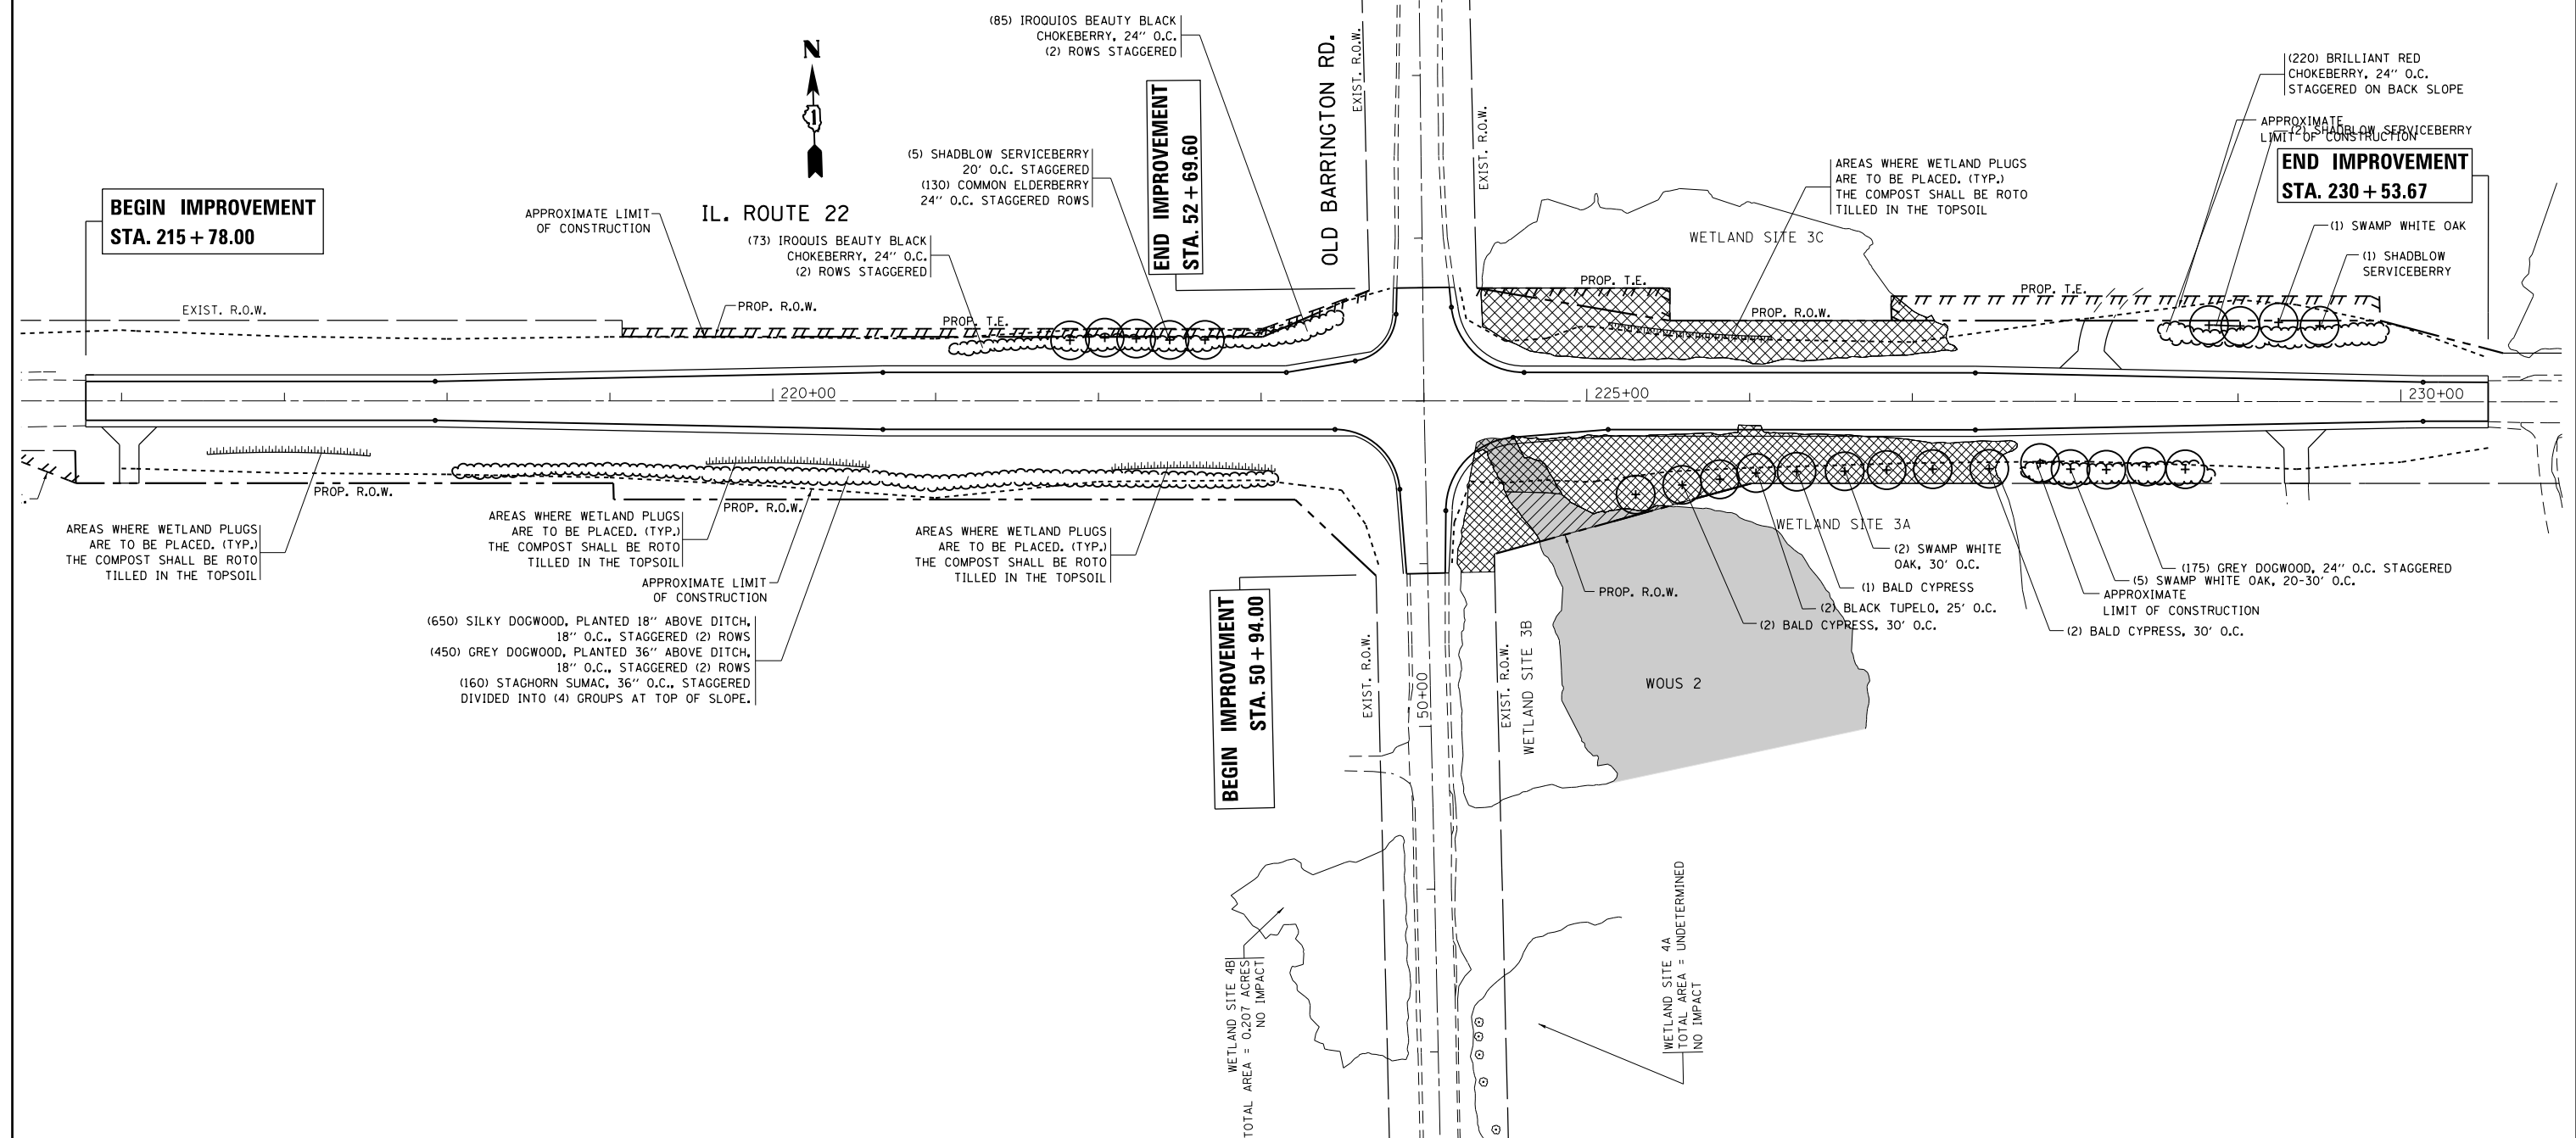 (85) IROQUIOS BEAUTY BLACK
CHOKEBERRY, 24" O.C.
(2) ROWS STAGGERED
N
1
(5) SHADBLOW SERVICEBERRY
20' O.C. STAGGERED
(130) COMMON ELDERBERRY
24" O.C. STAGGERED ROWS
END IMPROVEMENT
STA. 52+69.60
OLD BARRINGTON RD.
EXIST. R.O.W.
EXIST. R.O.W.
(220) BRILLIANT RED
CHOKEBERRY, 24" O.C.
STAGGERED ON BACK SLOPE
APPROXIMATE
LIMIT OF CONSTRUCTION
(2) SHADBLOW SERVICEBERRY
END IMPROVEMENT
STA. 230+53.67
(1) SWAMP WHITE OAK
(1) SHADBLOW
SERVICEBERRY
AREAS WHERE WETLAND PLUGS
ARE TO BE PLACED. (TYP.)
THE COMPOST SHALL BE ROTO
TILLED IN THE TOPSOIL
WETLAND SITE 3C
BEGIN IMPROVEMENT
STA. 215+78.00
APPROXIMATE LIMIT
OF CONSTRUCTION
IL. ROUTE 22
(73) IROQUIS BEAUTY BLACK
CHOKEBERRY, 24" O.C.
(2) ROWS STAGGERED
EXIST. R.O.W.
PROP. R.O.W.
PROP. T.E.
PROP. T.E.
PROP. R.O.W.
PROP. T.E.
220+00
225+00
230+00
PROP. R.O.W.
PROP. R.O.W.
AREAS WHERE WETLAND PLUGS
ARE TO BE PLACED. (TYP.)
THE COMPOST SHALL BE ROTO
TILLED IN THE TOPSOIL
AREAS WHERE WETLAND PLUGS
ARE TO BE PLACED. (TYP.)
THE COMPOST SHALL BE ROTO
TILLED IN THE TOPSOIL
AREAS WHERE WETLAND PLUGS
ARE TO BE PLACED. (TYP.)
THE COMPOST SHALL BE ROTO
TILLED IN THE TOPSOIL
APPROXIMATE LIMIT
OF CONSTRUCTION
(650) SILKY DOGWOOD, PLANTED 18" ABOVE DITCH,
18" O.C., STAGGERED (2) ROWS
(450) GREY DOGWOOD, PLANTED 36" ABOVE DITCH,
18" O.C., STAGGERED (2) ROWS
(160) STAGHORN SUMAC, 36" O.C., STAGGERED
DIVIDED INTO (4) GROUPS AT TOP OF SLOPE.
BEGIN IMPROVEMENT
STA. 50+94.00
EXIST. R.O.W.
50+00
EXIST. R.O.W.
WETLAND SITE 3B
WETLAND SITE 3A
PROP. R.O.W.
WOUS 2
(2) SWAMP WHITE
OAK, 30' O.C.
(1) BALD CYPRESS
(2) BLACK TUPELO, 25' O.C.
(2) BALD CYPRESS, 30' O.C.
(175) GREY DOGWOOD, 24" O.C. STAGGERED
(5) SWAMP WHITE OAK, 20-30' O.C.
APPROXIMATE
LIMIT OF CONSTRUCTION
(2) BALD CYPRESS, 30' O.C.
WETLAND SITE 4B
TOTAL AREA = 0.207 ACRES
NO IMPACT
WETLAND SITE 4A
TOTAL AREA = UNDETERMINED
NO IMPACT